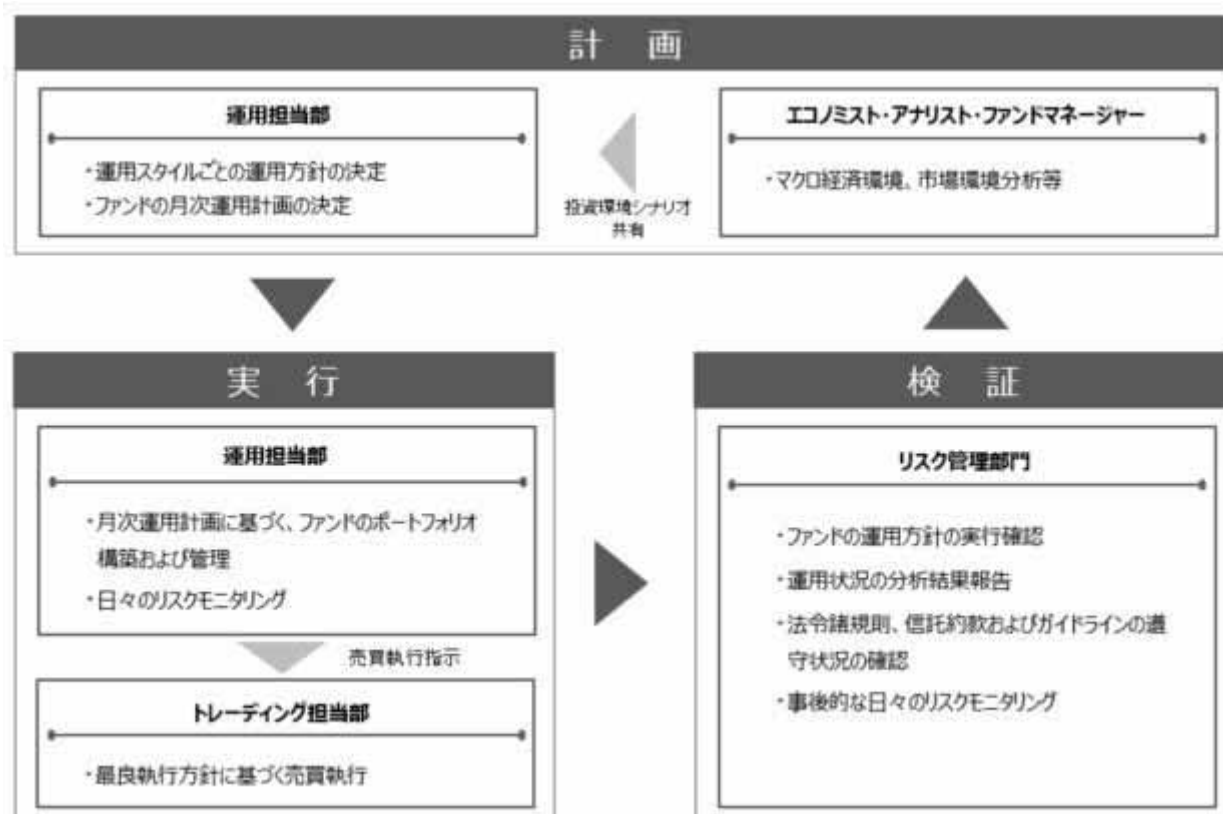 計 画
運用担当部
・運用スタイルごとの運用方針の決定
・ファンドの月次運用計画の決定
投資環境シナリオ
共有
エコノミスト・アナリスト・ファンドマネージャー
・マクロ経済環境、市場環境分析等
実 行
運用担当部
・月次運用計画に基づく、ファンドのポートフォリオ
構築および管理
・日々のリスクモニタリング
売買執行指示
トレーディング担当部
・最良執行方針に基づく売買執行
検 証
リスク管理部門
・ファンドの運用方針の実行確認
・運用状況の分析結果報告
・法令諸規則、信託約款およびガイドラインの遵
守状況の確認
・事後的な日々のリスクモニタリング